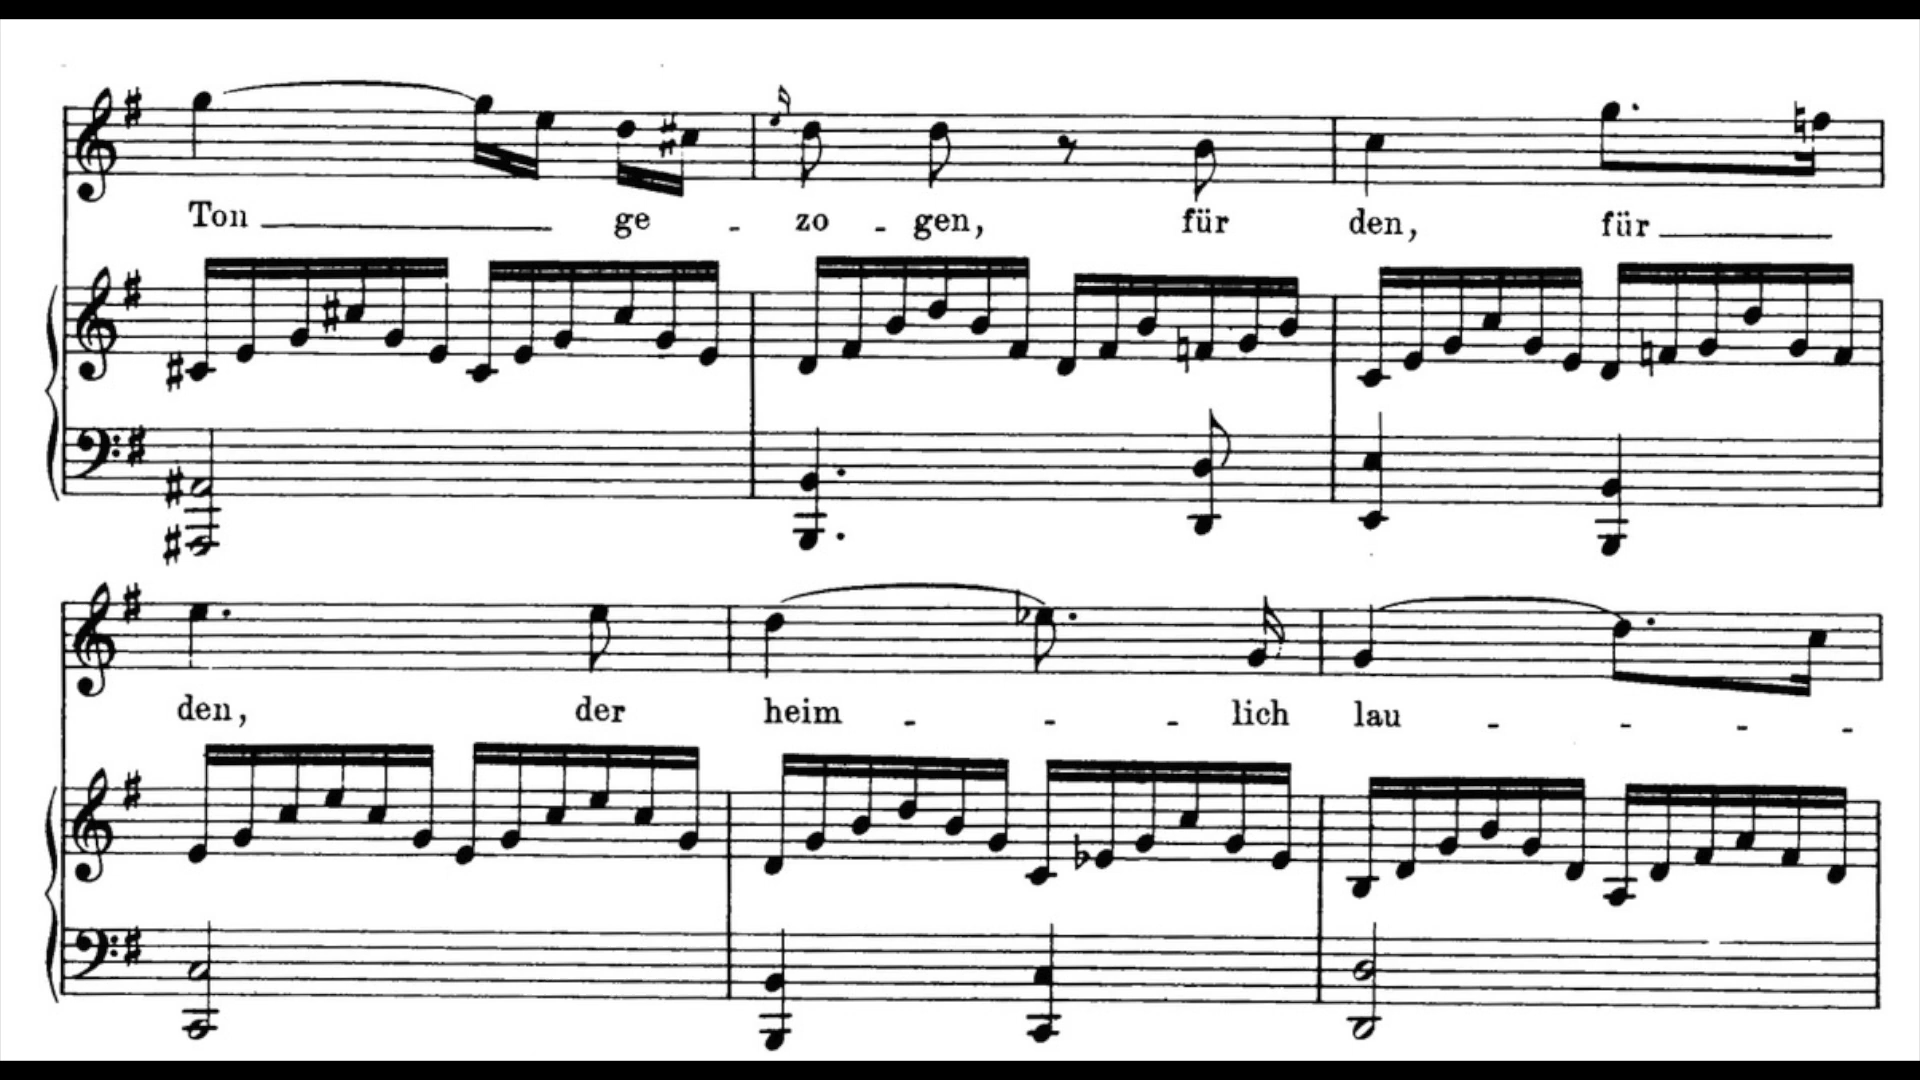 Ton ge - zo - gen, für den, für
den, der heim - - - lich lau - - - -